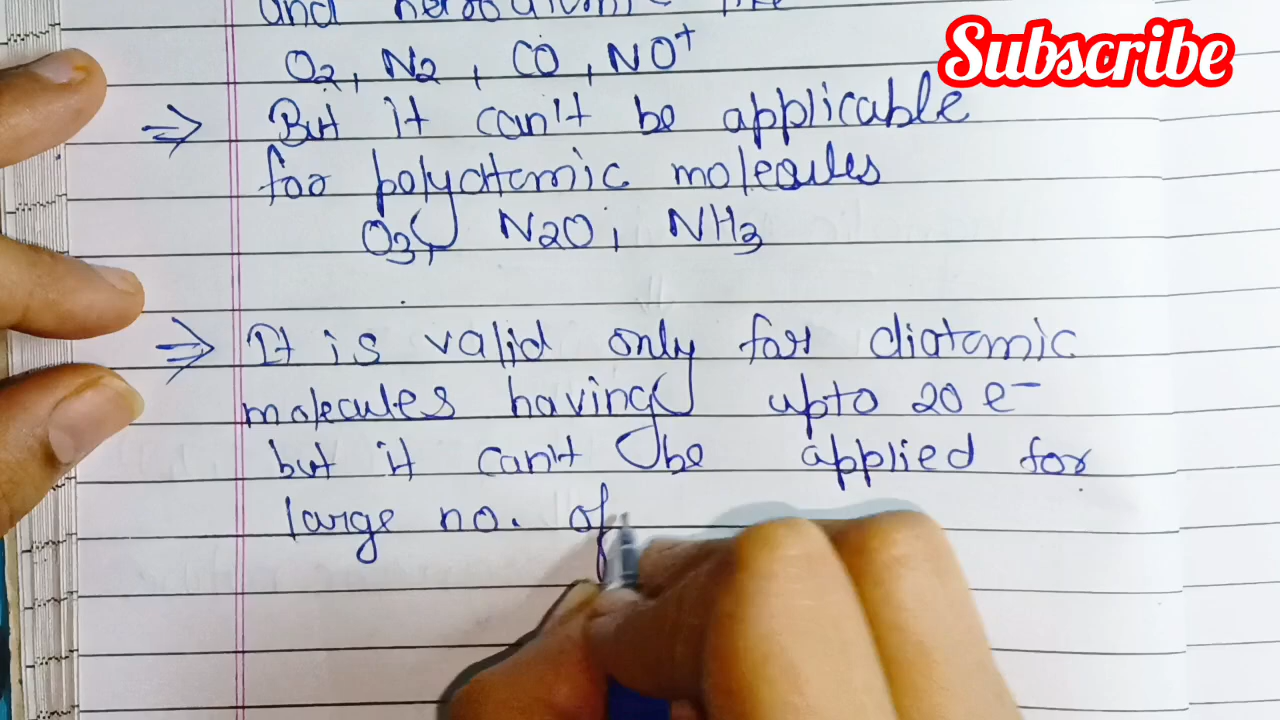 and
O2, N2, CO, NO+
Subscribe
⇒ But it can't be applicable
for polyatomic molecules
O3, N2O, NH3
⇒ It is valid only for diatomic
molecules having upto 20 e-
but it can't be applied for
large no. of